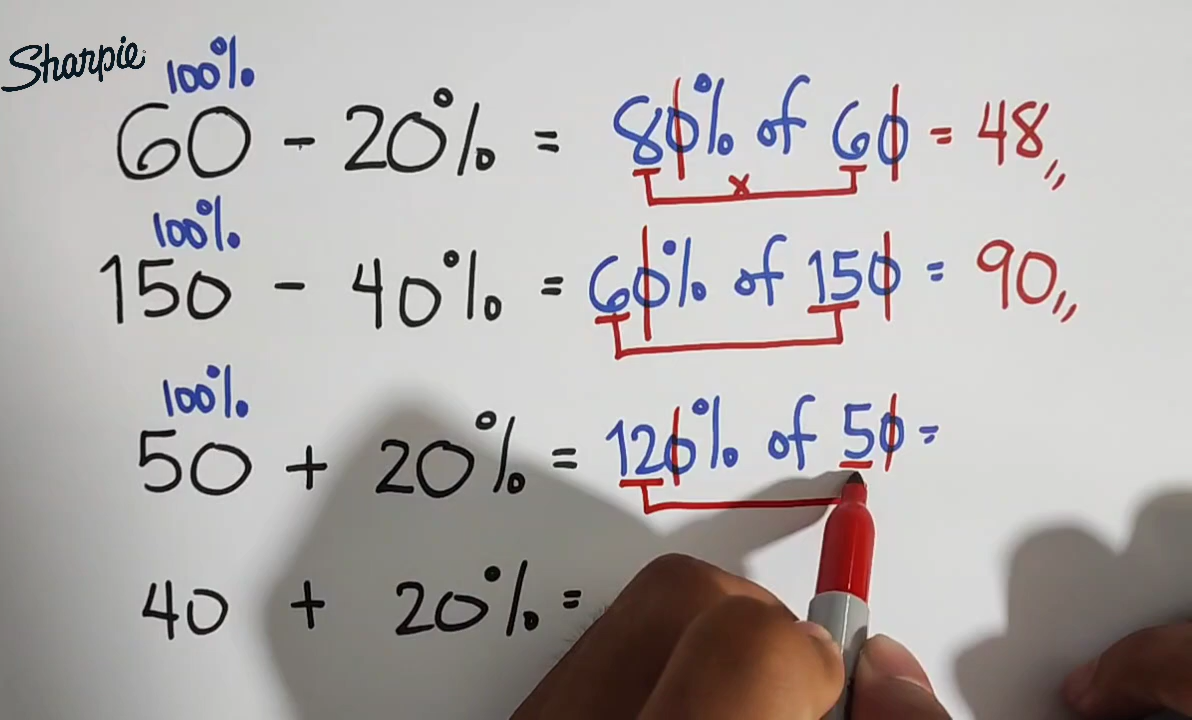 Sharpie
100%
60 - 20% = 80% of 60 = 48,,
x
100%
150 - 40% = 60% of 150 = 90,,
100%
50 + 20% = 120% of 50 =
40 + 20% =